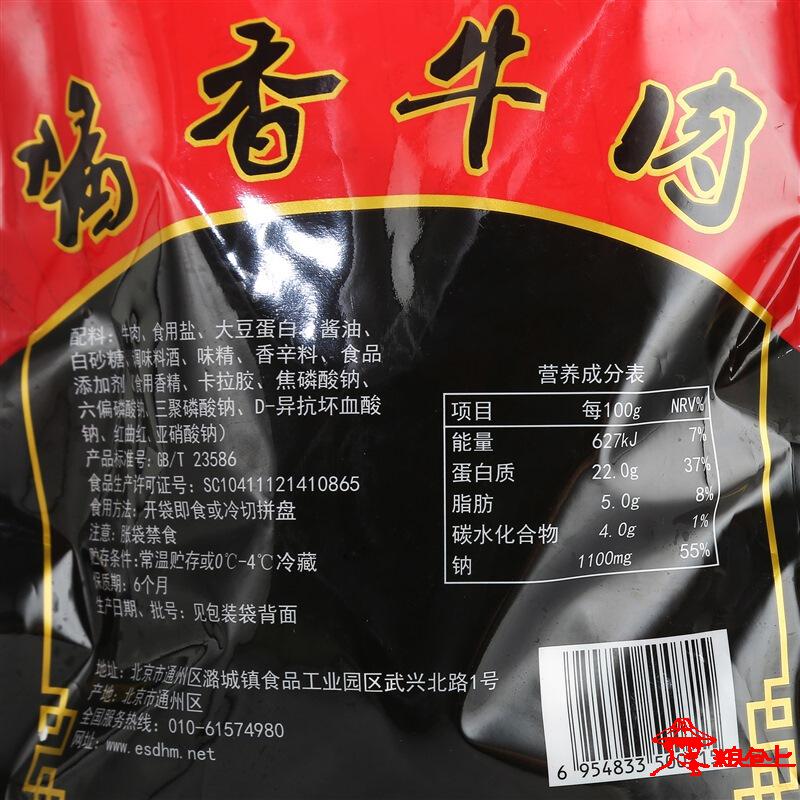 酱香牛肉
配料:牛肉、食用盐、大豆蛋白、酱油、
白砂糖、调味料酒、味精、香辛料、食品
添加剂(食用香精、卡拉胶、焦磷酸钠、
六偏磷酸钠、三聚磷酸钠、D-异抗坏血酸
钠、红曲红、亚硝酸钠)
产品标准号:GB/T 23586
食品生产许可证号:SC10411121410865
食用方法:开袋即食或冷切拼盘
注意:胀袋禁食
贮存条件:常温贮存或0℃-4℃冷藏
保质期:6个月
生产日期、批号:见包装袋背面
地址:北京市通州区潞城镇食品工业园区武兴北路1号
产地:北京市通州区
全国服务热线:010-61574980
网址:www.esdhm.net
营养成分表
项目 每100g NRV%
能量 627kJ 7%
蛋白质 22.0g 37%
脂肪 5.0g 8%
碳水化合物 4.0g 1%
钠 1100mg 55%
6 954833
粮仓上